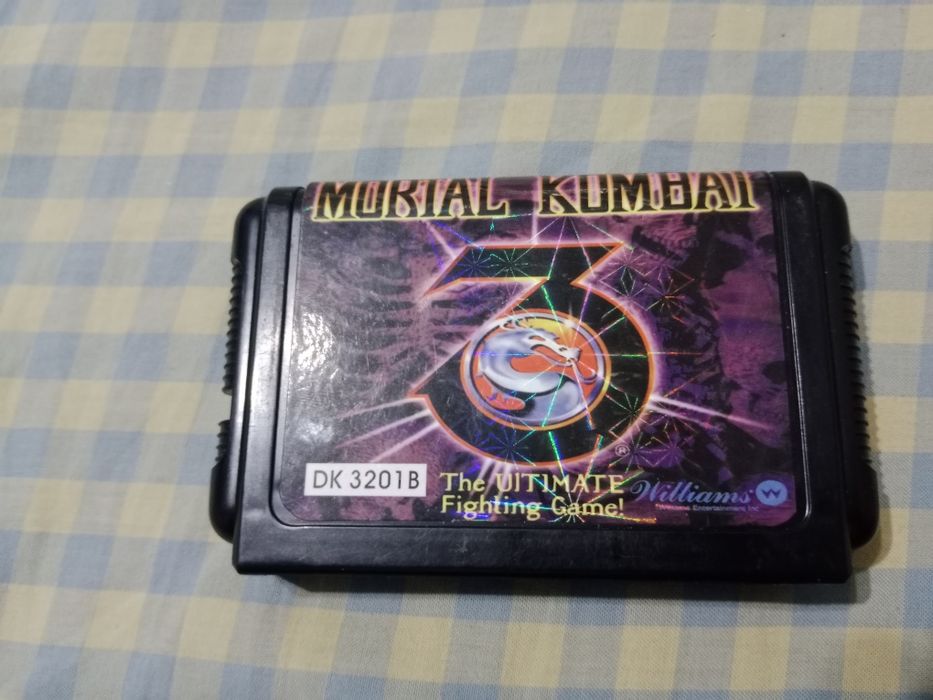 MORTAL KOMBAT
3
®
DK 3201B
The UlTIMATE
Fighting Game!
Williams